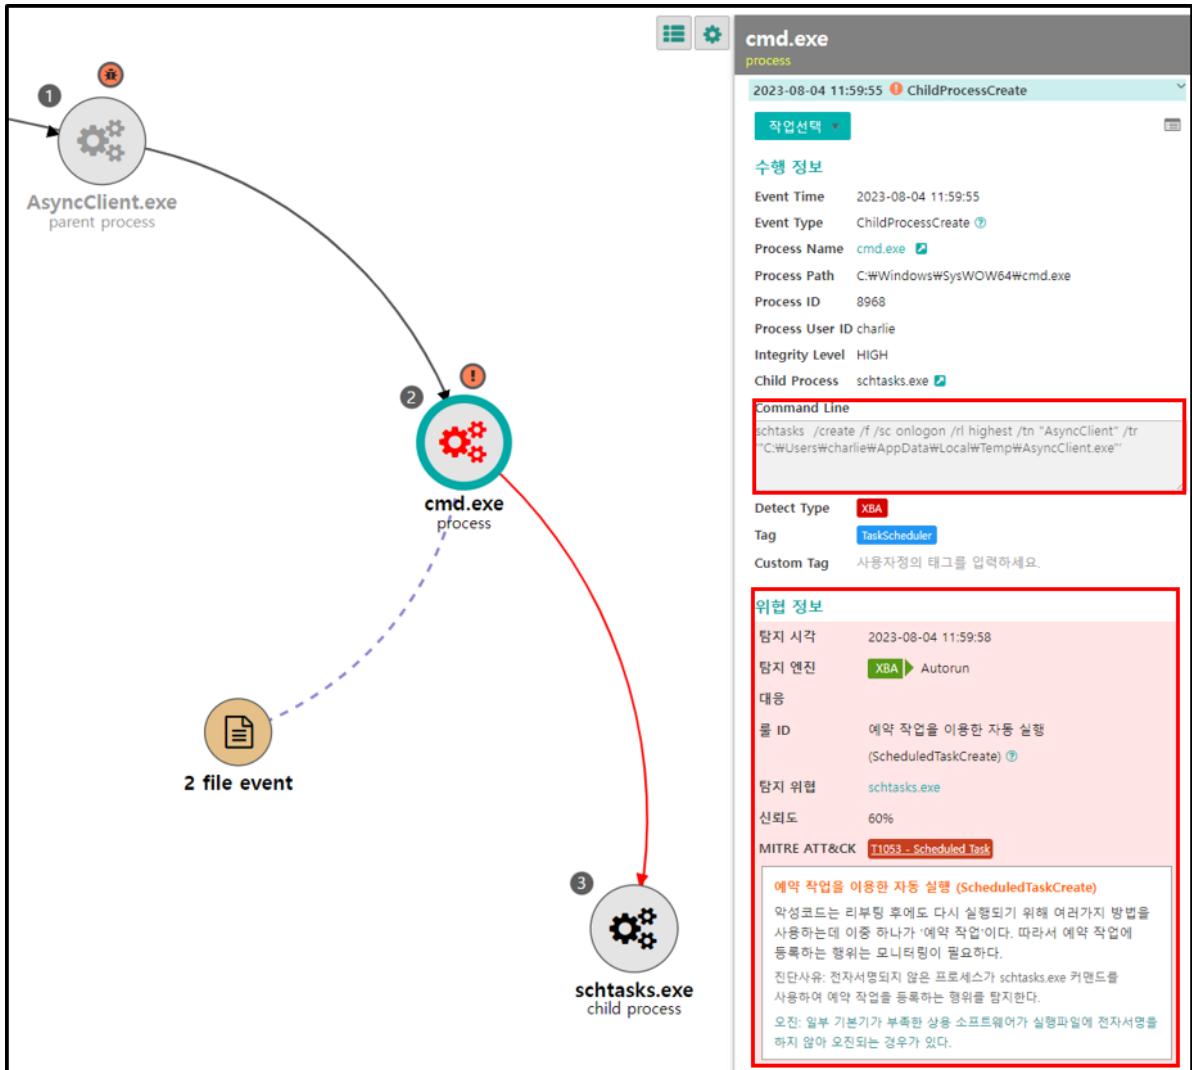 1
AsyncClient.exe
parent process
2
cmd.exe
process
2 file event
3
schtasks.exe
child process
cmd.exe
process
2023-08-04 11:59:55 ChildProcessCreate
작업선택
수행 정보
Event Time 2023-08-04 11:59:55
Event Type ChildProcessCreate
Process Name cmd.exe
Process Path C:₩Windows₩SysWOW64₩cmd.exe
Process ID 8968
Process User ID charlie
Integrity Level HIGH
Child Process schtasks.exe
Command Line
schtasks /create /f /sc onlogon /rl highest /tn "AsyncClient" /tr
'"C:₩Users₩charlie₩AppData₩Local₩Temp₩AsyncClient.exe"'
Detect Type XBA
Tag TaskScheduler
Custom Tag 사용자정의 태그를 입력하세요.
위협 정보
탐지 시각 2023-08-04 11:59:58
탐지 엔진 XBA Autorun
대응
룰 ID 예약 작업을 이용한 자동 실행
(ScheduledTaskCreate)
탐지 위협 schtasks.exe
신뢰도 60%
MITRE ATT&CK T1053 - Scheduled Task
예약 작업을 이용한 자동 실행 (ScheduledTaskCreate)
악성코드는 리부팅 후에도 다시 실행되기 위해 여러가지 방법을
사용하는데 이중 하나가 '예약 작업'이다. 따라서 예약 작업에
등록하는 행위는 모니터링이 필요하다.
진단사유: 전자서명되지 않은 프로세스가 schtasks.exe 커맨드를
사용하여 예약 작업을 등록하는 행위를 탐지한다.
오진: 일부 기본기가 부족한 상용 소프트웨어가 실행파일에 전자서명을
하지 않아 오진되는 경우가 있다.